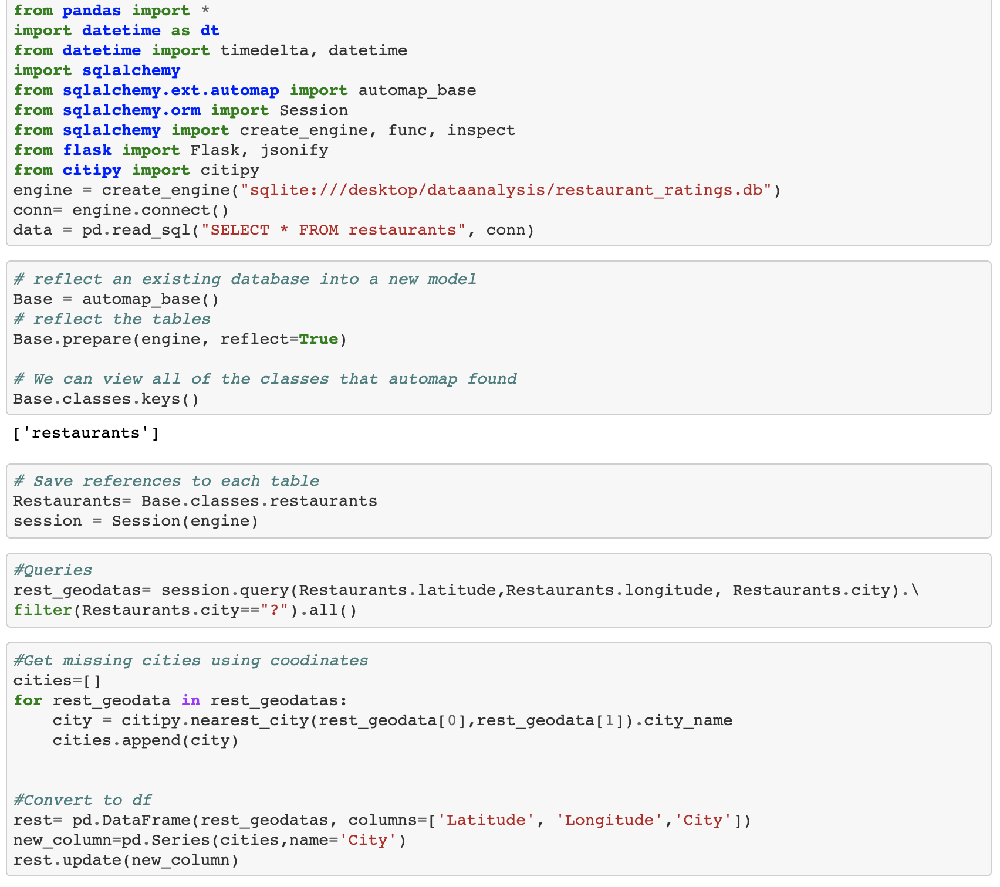 from pandas import *
import datetime as dt
from datetime import timedelta, datetime
import sqlalchemy
from sqlalchemy.ext.automap import automap_base
from sqlalchemy.orm import Session
from sqlalchemy import create_engine, func, inspect
from flask import Flask, jsonify
from citipy import citipy
engine = create_engine("sqlite:///desktop/dataanalysis/restaurant_ratings.db")
conn= engine.connect()
data = pd.read_sql("SELECT * FROM restaurants", conn)
# reflect an existing database into a new model
Base = automap_base()
# reflect the tables
Base.prepare(engine, reflect=True)
# We can view all of the classes that automap found
Base.classes.keys()
['restaurants']
# Save references to each table
Restaurants= Base.classes.restaurants
session = Session(engine)
#Queries
rest_geodatas= session.query(Restaurants.latitude,Restaurants.longitude, Restaurants.city).\
filter(Restaurants.city=="?").all()
#Get missing cities using coodinates
cities=[]
for rest_geodata in rest_geodatas:
    city = citipy.nearest_city(rest_geodata[0],rest_geodata[1]).city_name
    cities.append(city)
#Convert to df
rest= pd.DataFrame(rest_geodatas, columns=['Latitude', 'Longitude','City'])
new_column=pd.Series(cities,name='City')
rest.update(new_column)